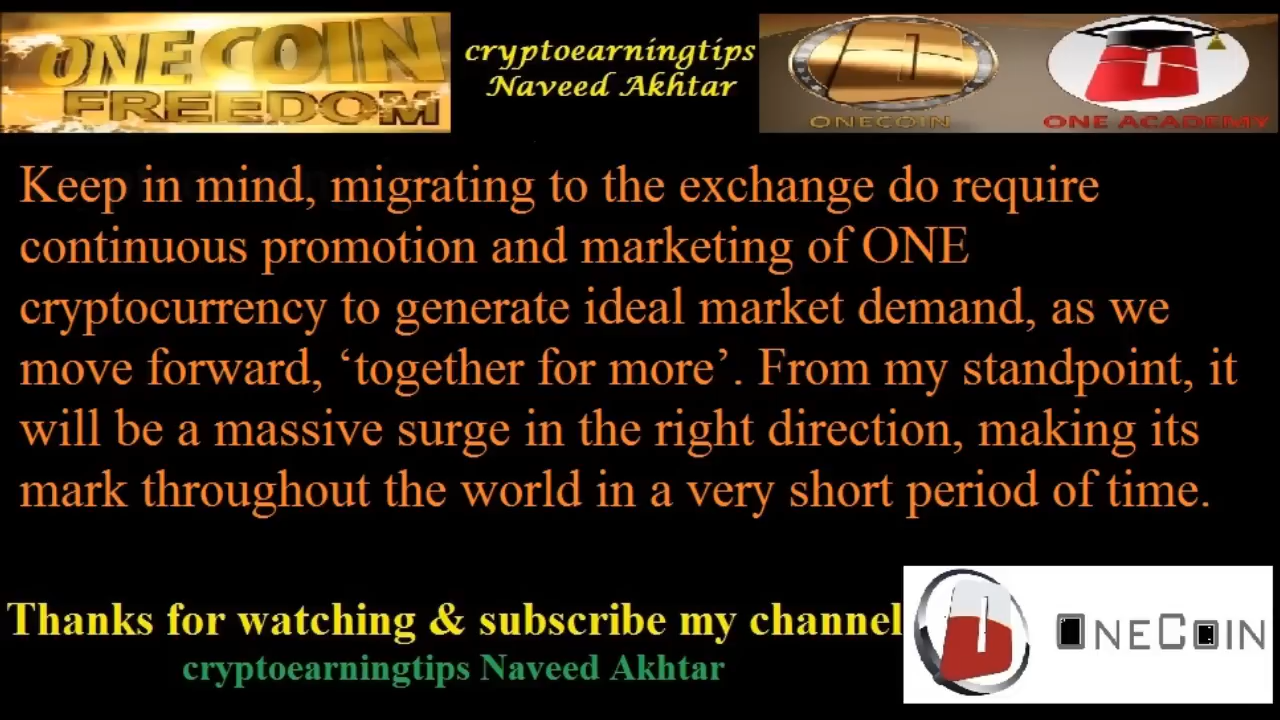 ONE COIN
FREEDOM
cryptoearningtips
Naveed Akhtar
ONECOIN
ONE ACADEMY
Keep in mind, migrating to the exchange do require
continuous promotion and marketing of ONE
cryptocurrency to generate ideal market demand, as we
move forward, ‘together for more’. From my standpoint, it
will be a massive surge in the right direction, making its
mark throughout the world in a very short period of time.
Thanks for watching & subscribe my channel
cryptoearningtips Naveed Akhtar
ONECOIN